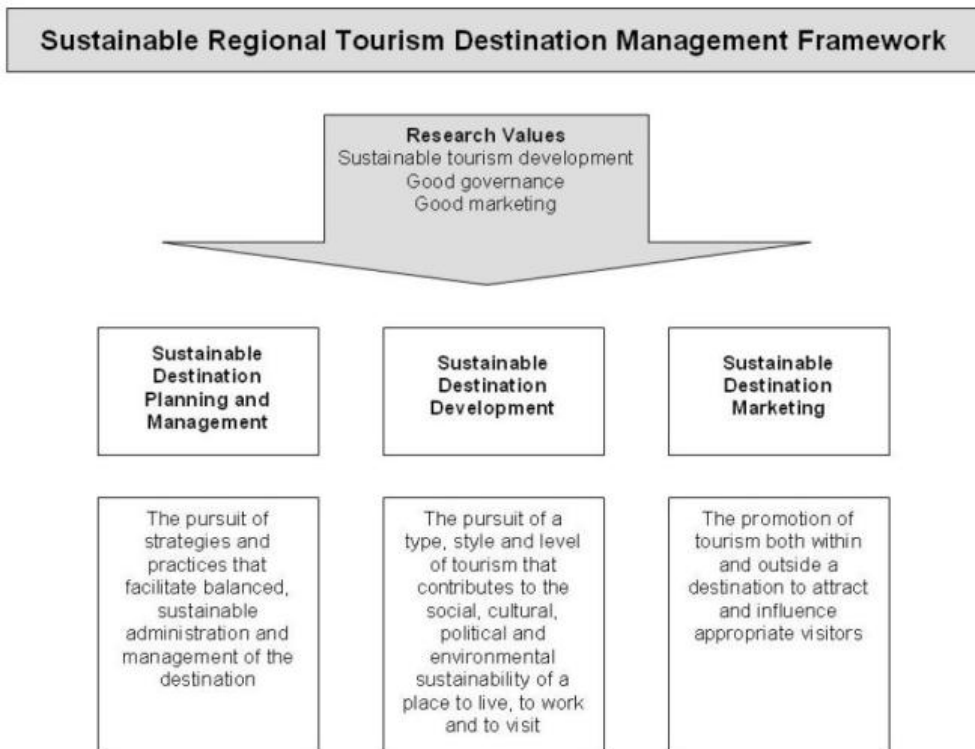 Sustainable Regional Tourism Destination Management Framework
Research Values
Sustainable tourism development
Good governance
Good marketing
Sustainable
Destination
Planning and
Management
Sustainable
Destination
Development
Sustainable
Destination
Marketing
The pursuit of
strategies and
practices that
facilitate balanced,
sustainable
administration and
management of the
destination
The pursuit of a
type, style and level
of tourism that
contributes to the
social, cultural,
political and
environmental
sustainability of a
place to live, to work
and to visit
The promotion of
tourism both within
and outside a
destination to attract
and influence
appropriate visitors